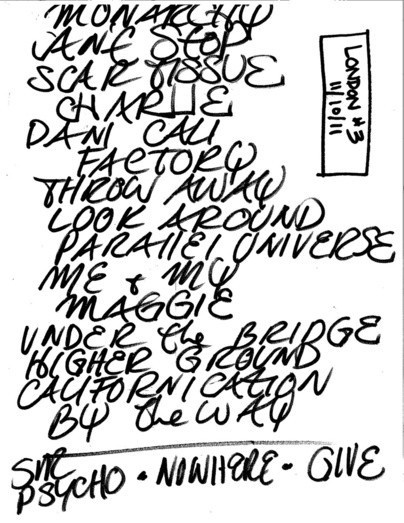 MONARCHY
JANE STOP
SCAR TISSUE
CHARLIE
DANI CALI
FACTORY
THROW AWAY
LOOK AROUND
PARALLEL UNIVERSE
ME & MY
MAGGIE
UNDER the BRIDGE
HIGHER GROUND
CALIFORNICATION
BY the WAY
SIR
PSYCHO • NOWHERE • GIVE
LONDON #3
11/10/11